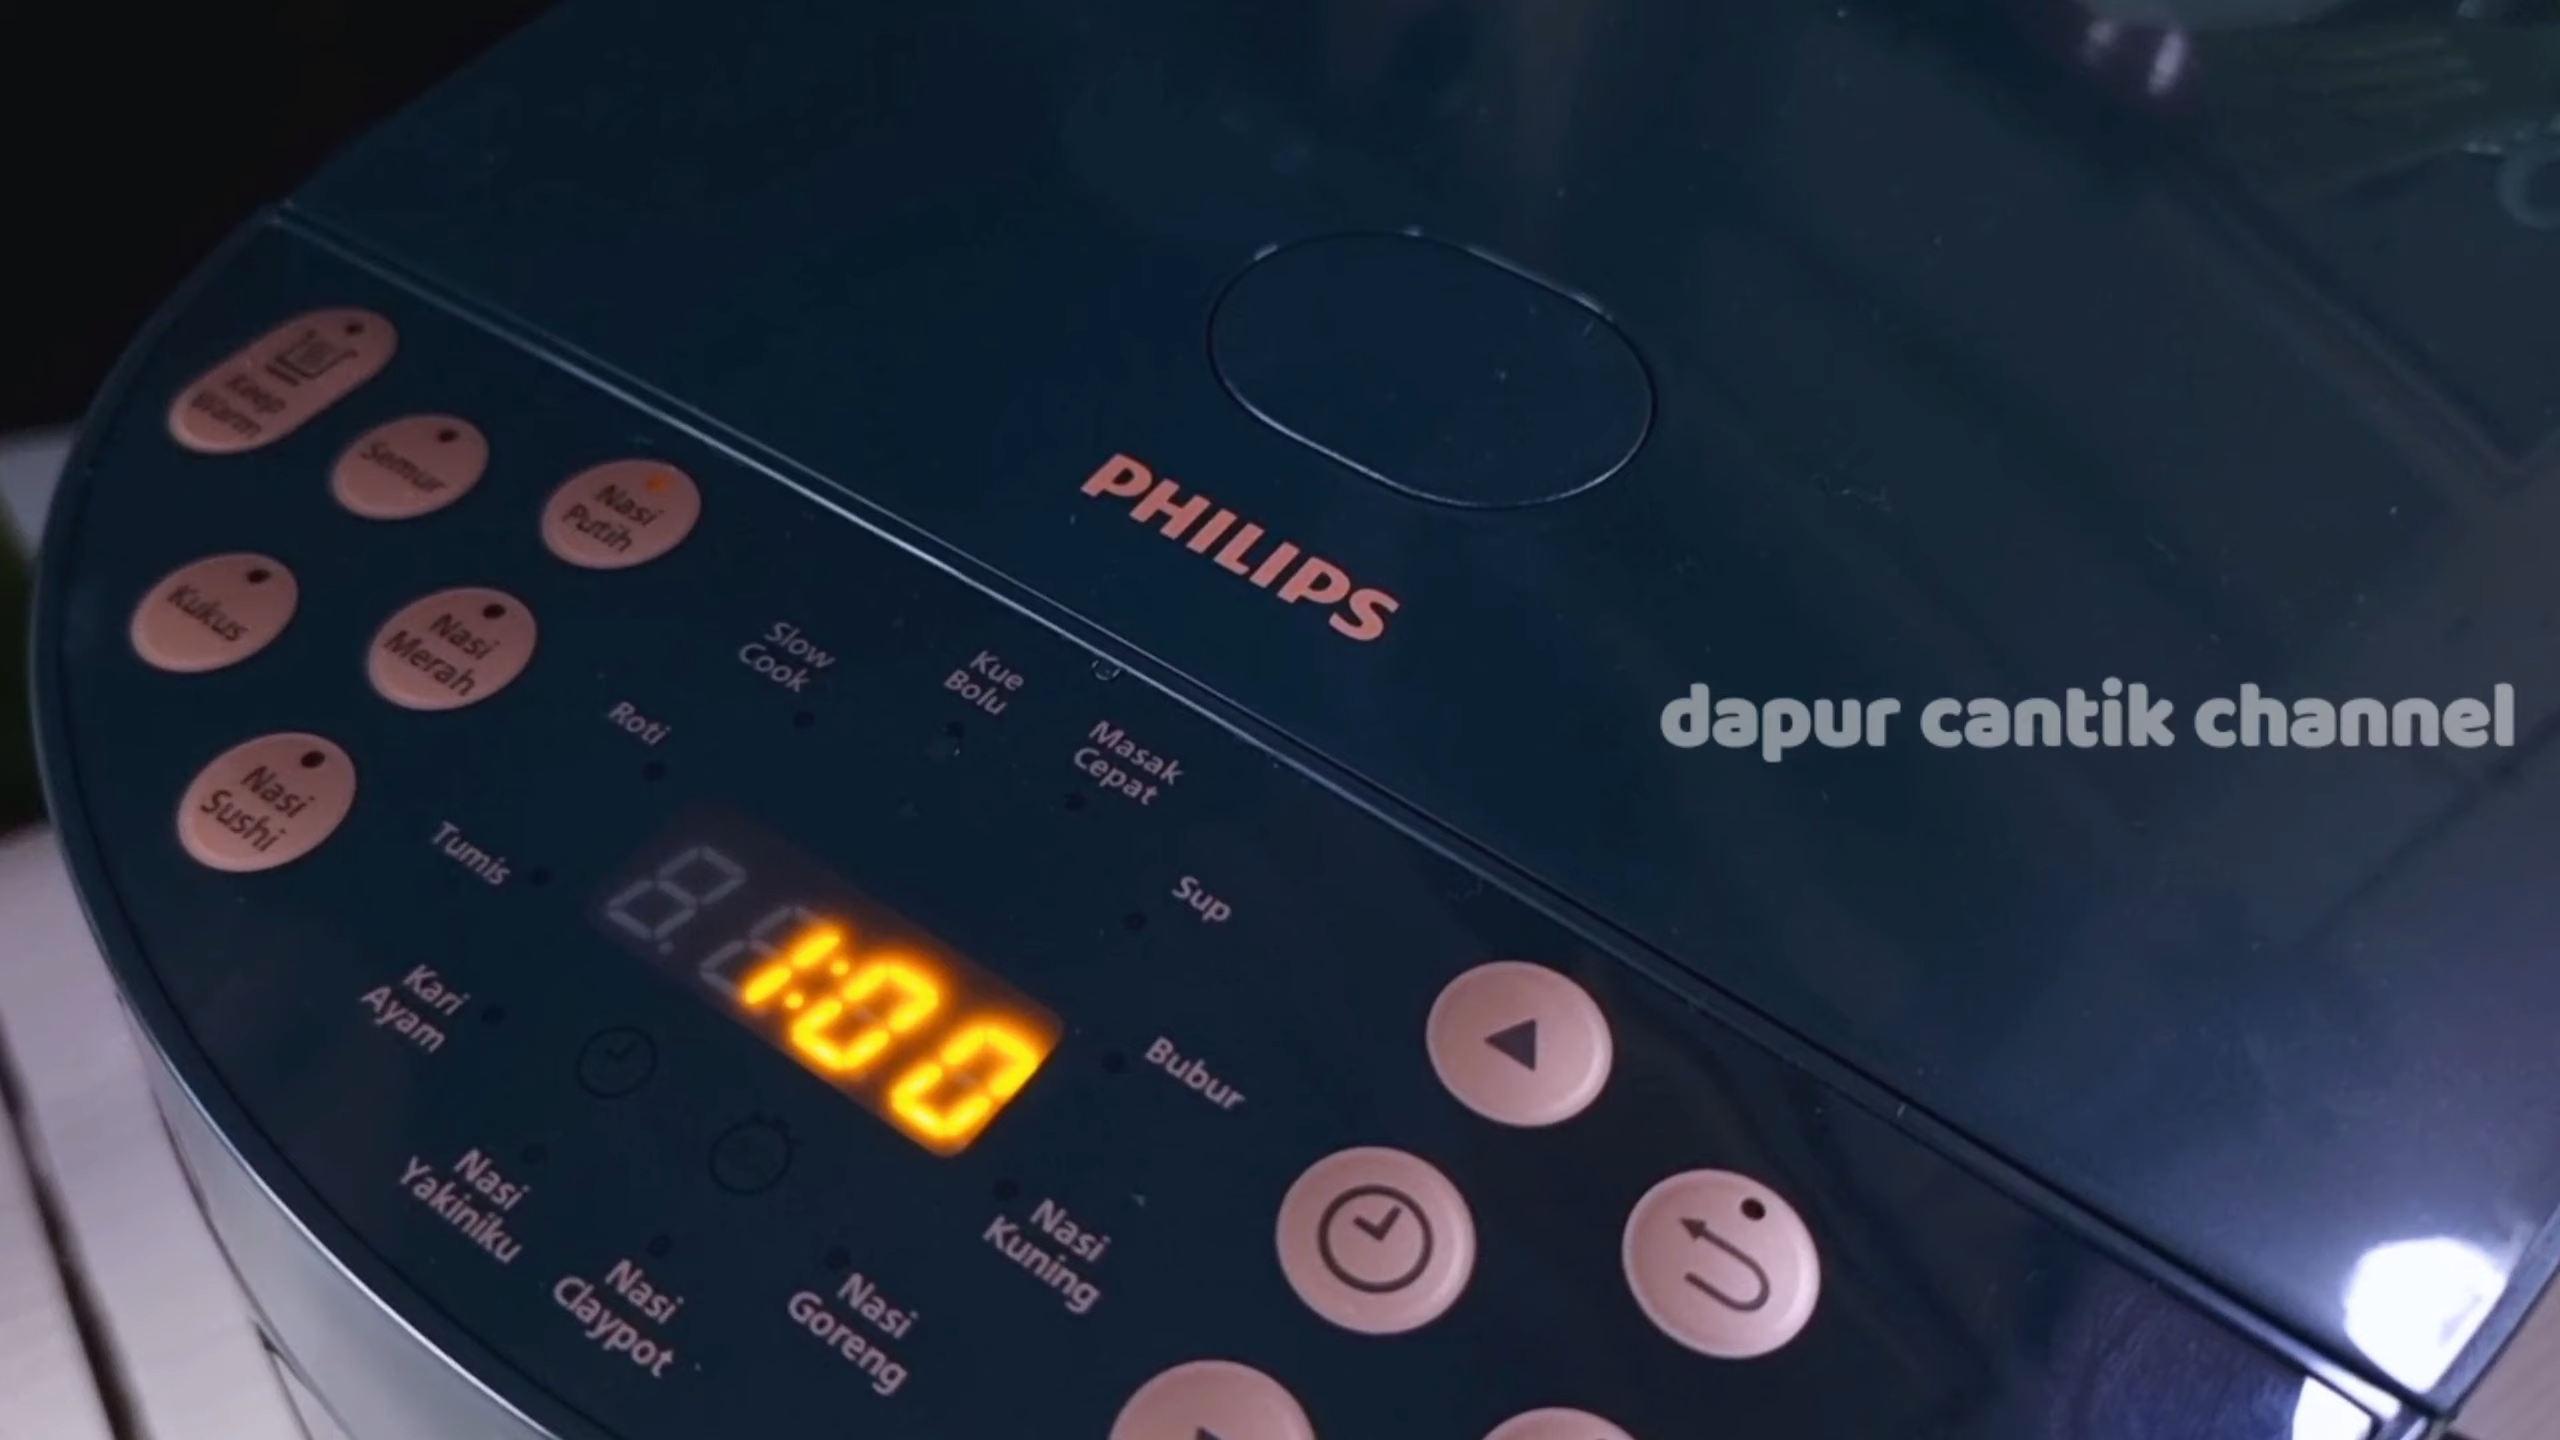 PHILIPS
dapur cantik channel
Keep
Warm
Semur
Nasi
Putih
Kukus
Nasi
Merah
Nasi
Sushi
Slow
Cook
Kue
Bolu
Masak
Cepat
Roti
Sup
Tumis
1:00
Kari
Ayam
Bubur
Nasi
Yakiniku
Nasi
Claypot
Nasi
Goreng
Nasi
Kuning